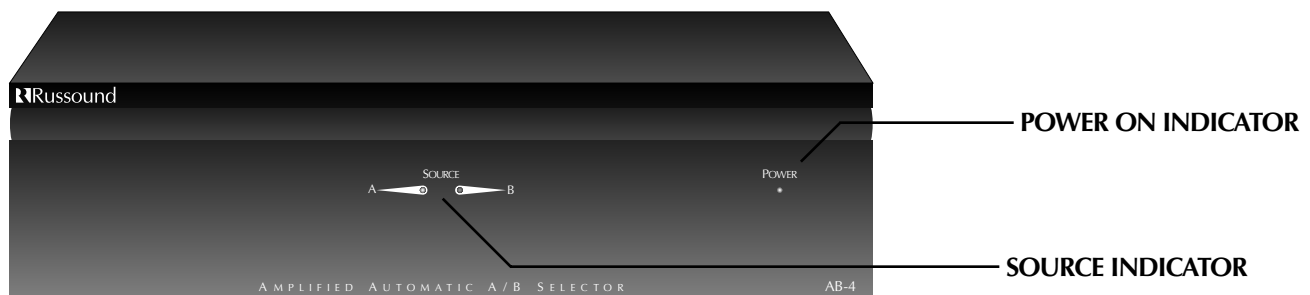 Russound
POWER ON INDICATOR
SOURCE
POWER
A B
SOURCE INDICATOR
AMPLIFIED AUTOMATIC A/B SELECTOR AB-4